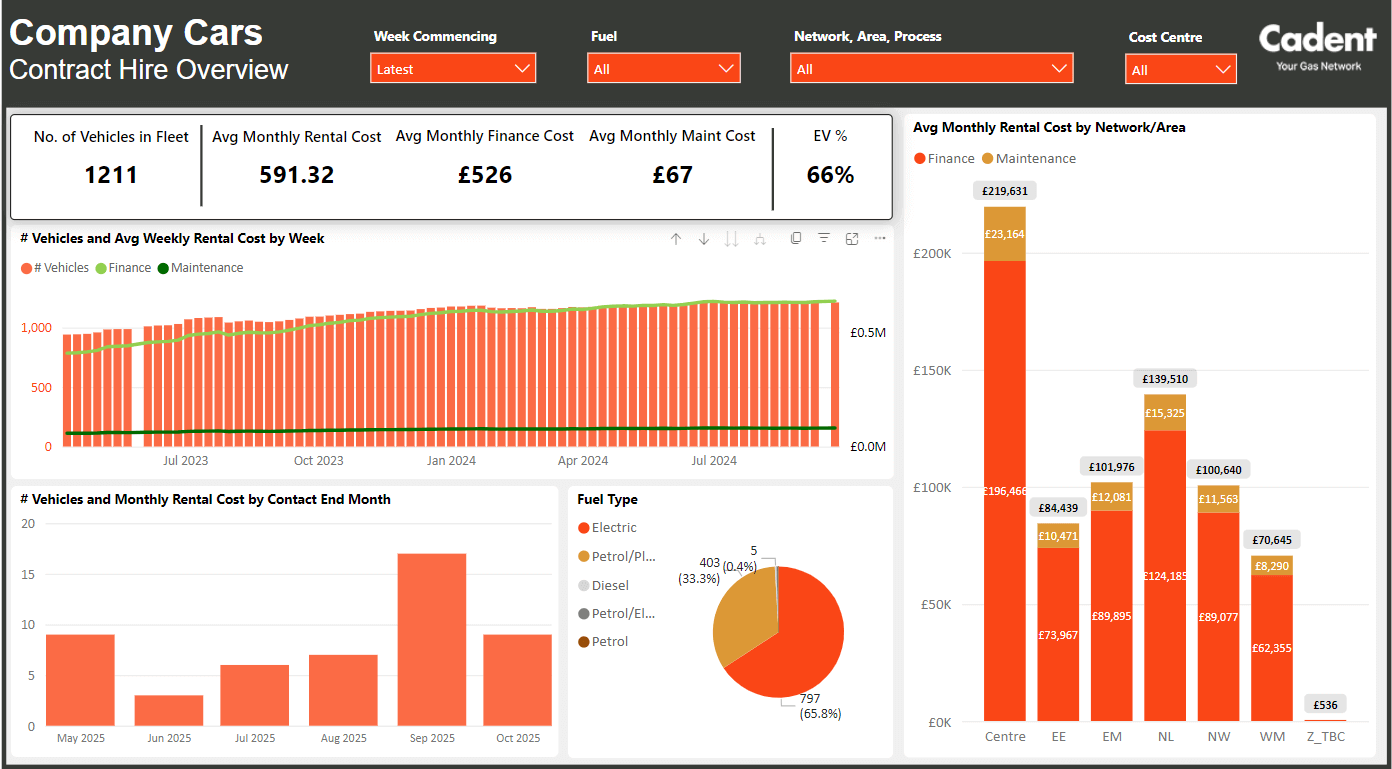 Company Cars
Contract Hire Overview
Week Commencing
Latest
Fuel
All
Network, Area, Process
All
Cost Centre
All
Cadent
Your Gas Network
No. of Vehicles in Fleet
1211
Avg Monthly Rental Cost
591.32
Avg Monthly Finance Cost
£526
Avg Monthly Maint Cost
£67
EV %
66%
# Vehicles and Avg Weekly Rental Cost by Week
# Vehicles Finance Maintenance
1,000
500
0
£0.5M
£0.0M
Jul 2023 Oct 2023 Jan 2024 Apr 2024 Jul 2024
# Vehicles and Monthly Rental Cost by Contact End Month
20
15
10
5
0
May 2025 Jun 2025 Jul 2025 Aug 2025 Sep 2025 Oct 2025
Fuel Type
Electric
Petrol/Pl...
Diesel
Petrol/El...
Petrol
5
(0.4%)
403
(33.3%)
797
(65.8%)
Avg Monthly Rental Cost by Network/Area
Finance Maintenance
£200K
£150K
£100K
£50K
£0K
£219,631
£23,164
£196,466
£84,439
£10,471
£73,967
£101,976
£12,081
£89,895
£139,510
£15,325
£124,185
£100,640
£11,563
£89,077
£70,645
£8,290
£62,355
£536
Centre EE EM NL NW WM Z_TBC